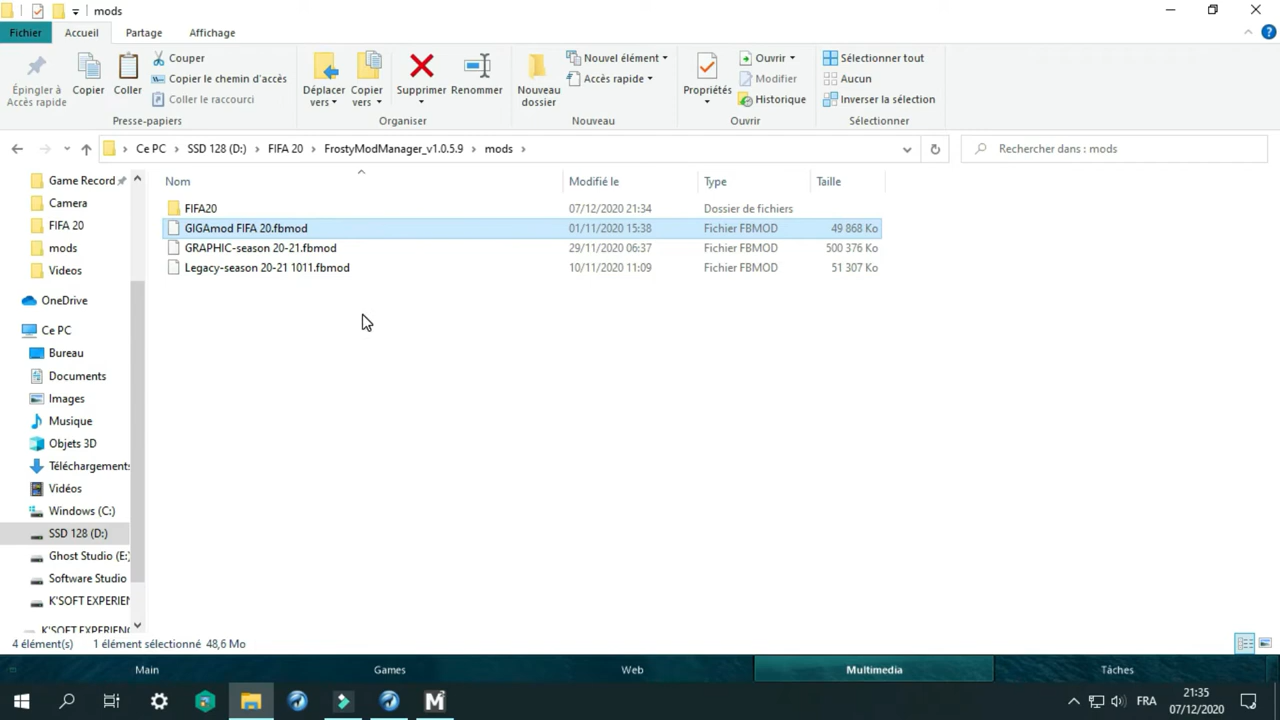 mods
Fichier Accueil Partage Affichage
Épingler à Accès rapide
Copier
Coller
Couper
Copier le chemin d'accès
Coller le raccourci
Presse-papiers
Déplacer vers
Copier vers
Supprimer
Renommer
Organiser
Nouveau dossier
Nouvel élément
Accès rapide
Nouveau
Propriétés
Ouvrir
Modifier
Historique
Ouvrir
Sélectionner tout
Aucun
Inverser la sélection
Sélectionner
Ce PC > SSD 128 (D:) > FIFA 20 > FrostyModManager_v1.0.5.9 > mods >
Rechercher dans : mods
Game Record
Camera
FIFA 20
mods
Videos
OneDrive
Ce PC
Bureau
Documents
Images
Musique
Objets 3D
Téléchargements
Vidéos
Windows (C:)
SSD 128 (D:)
Ghost Studio (E:)
Software Studio
K'SOFT EXPERIEN
K'SOFT EXPERIENC
Nom Modifié le Type Taille
FIFA20 07/12/2020 21:34 Dossier de fichiers
GIGAmod FIFA 20.fbmod 01/11/2020 15:38 Fichier FBMOD 49 868 Ko
GRAPHIC-season 20-21.fbmod 29/11/2020 06:37 Fichier FBMOD 500 376 Ko
Legacy-season 20-21 1011.fbmod 10/11/2020 11:09 Fichier FBMOD 51 307 Ko
4 élément(s) 1 élément sélectionné 48,6 Mo
Main Games Web Multimedia Tâches
FRA
21:35
07/12/2020